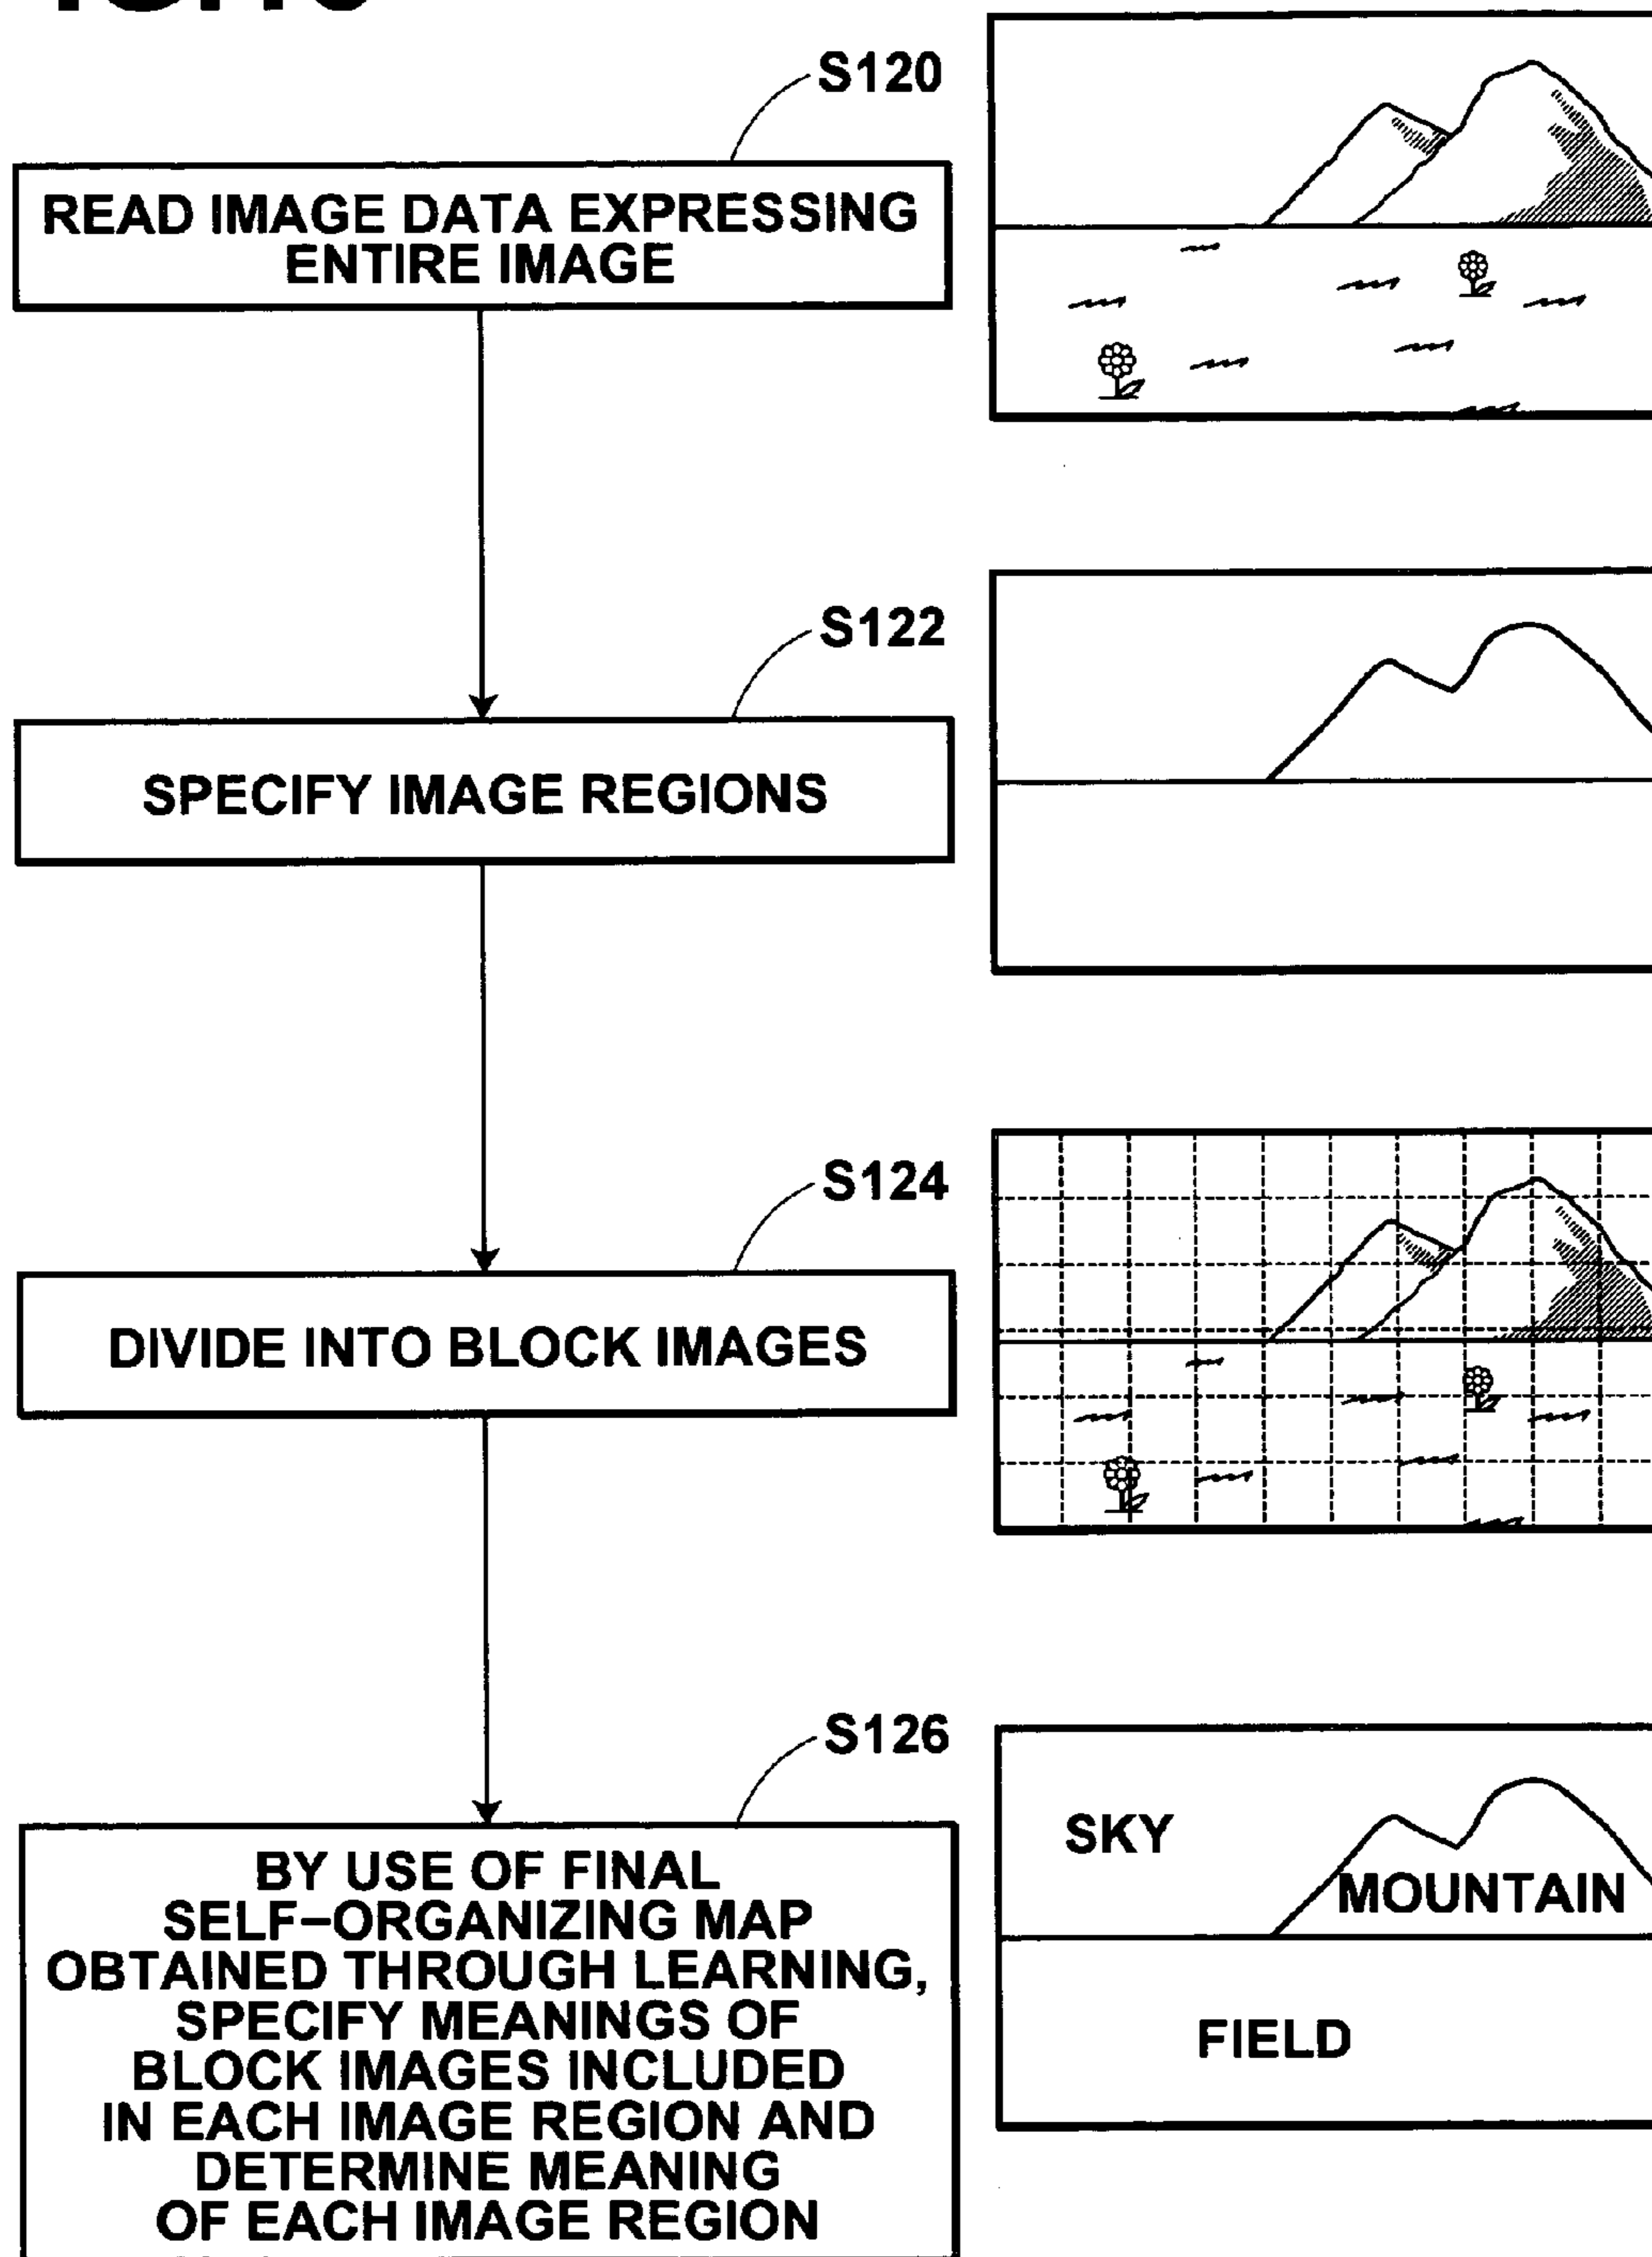 S120
READ IMAGE DATA EXPRESSING
ENTIRE IMAGE
S122
SPECIFY IMAGE REGIONS
S124
DIVIDE INTO BLOCK IMAGES
S126
BY USE OF FINAL
SELF-ORGANIZING MAP
OBTAINED THROUGH LEARNING,
SPECIFY MEANINGS OF
BLOCK IMAGES INCLUDED
IN EACH IMAGE REGION AND
DETERMINE MEANING
OF EACH IMAGE REGION
SKY
MOUNTAIN
FIELD